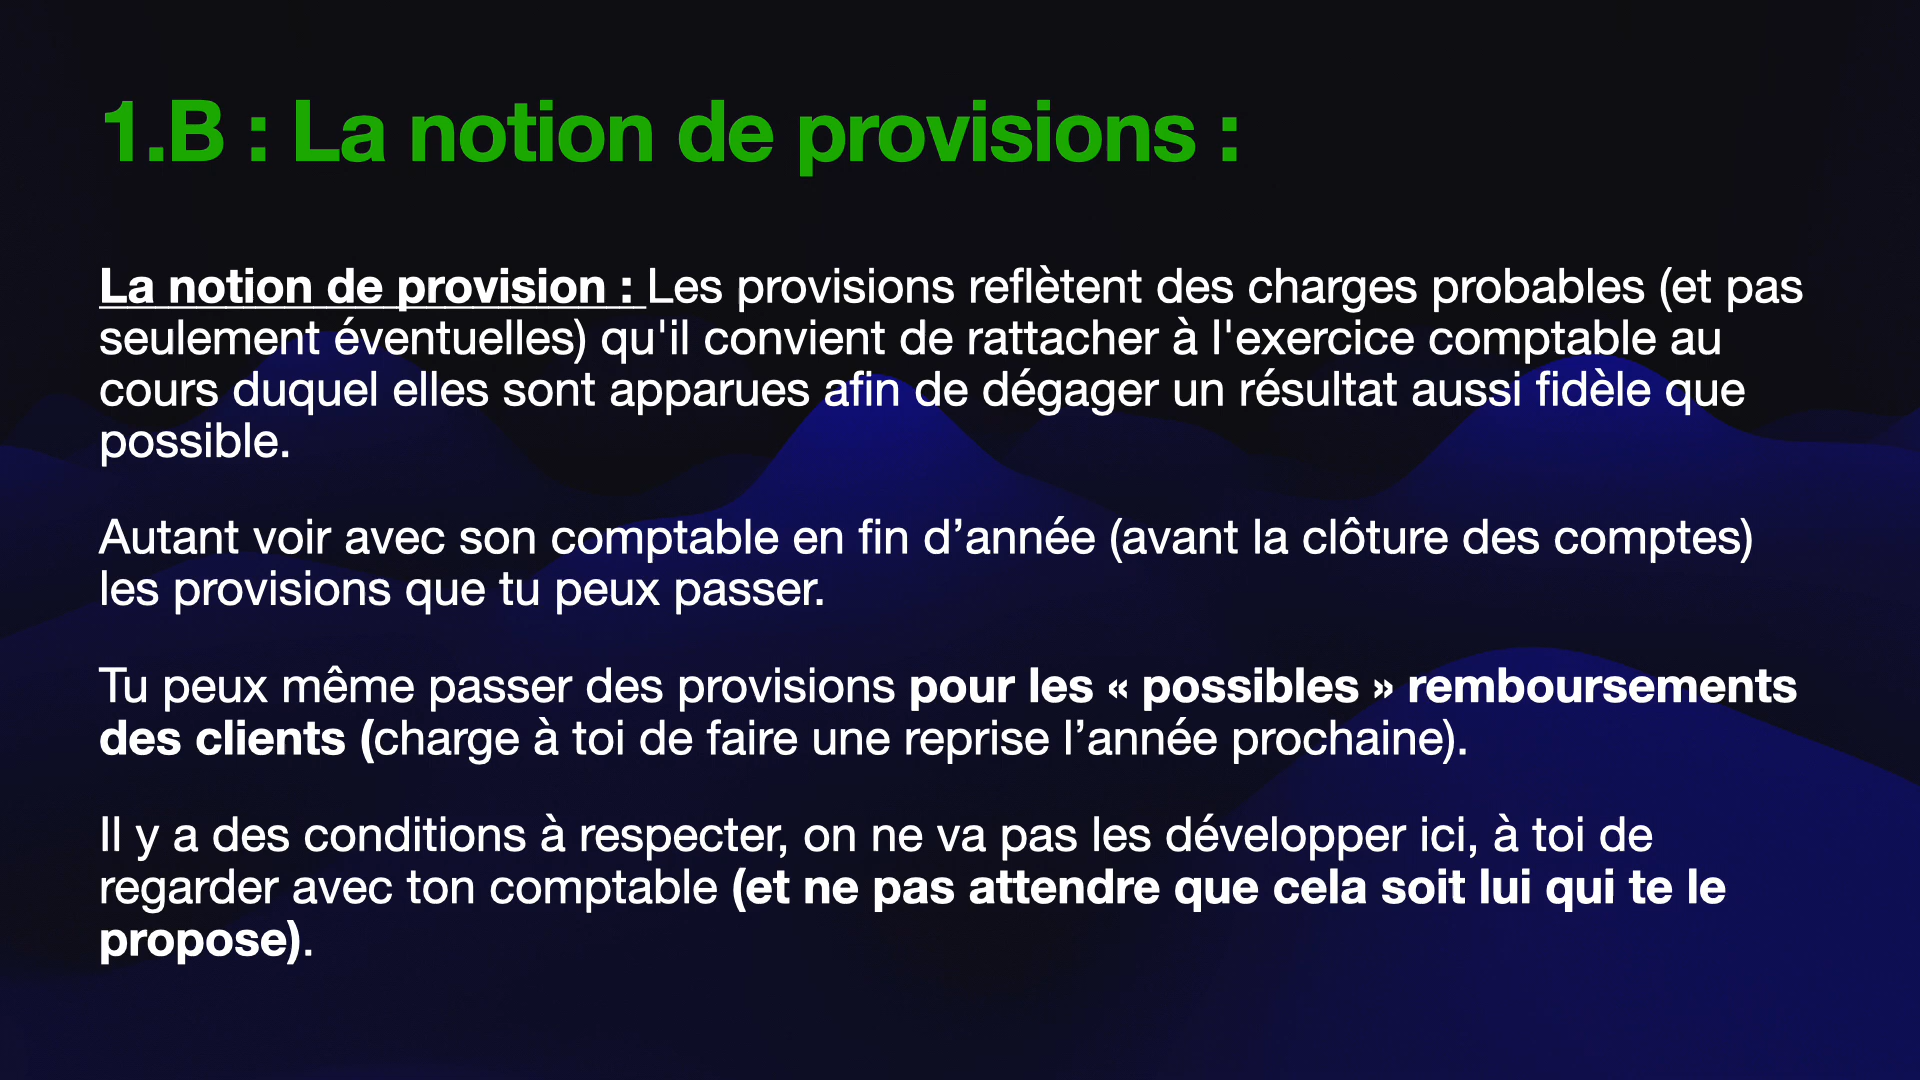 1.B : La notion de provisions :
La notion de provision : Les provisions reflètent des charges probables (et pas
seulement éventuelles) qu'il convient de rattacher à l'exercice comptable au
cours duquel elles sont apparues afin de dégager un résultat aussi fidèle que
possible.
Autant voir avec son comptable en fin d’année (avant la clôture des comptes)
les provisions que tu peux passer.
Tu peux même passer des provisions pour les « possibles » remboursements
des clients (charge à toi de faire une reprise l’année prochaine).
Il y a des conditions à respecter, on ne va pas les développer ici, à toi de
regarder avec ton comptable (et ne pas attendre que cela soit lui qui te le
propose).